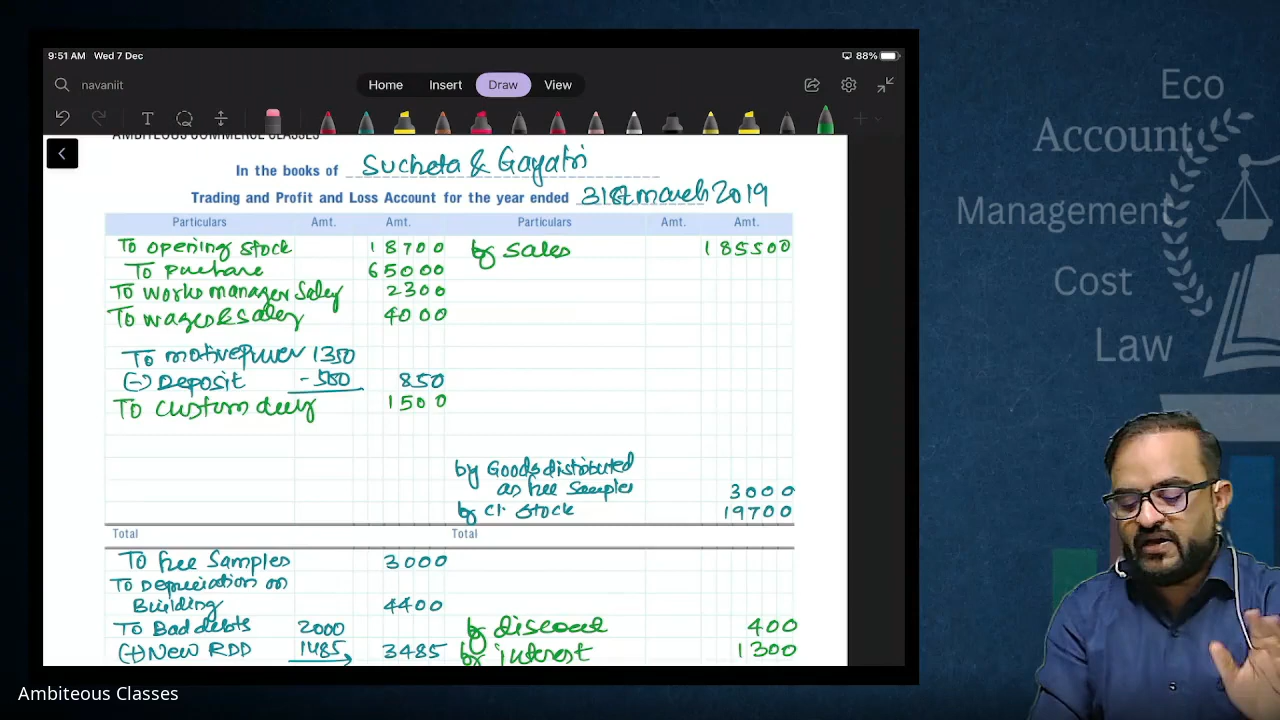 9:51 AM Wed 7 Dec
88%
navaniit
Home Insert Draw View
AMBITEOUS COMMERCE CLASSES
In the books of Sucheta & Gayatri
Trading and Profit and Loss Account for the year ended 31st march 2019
Particulars Amt. Amt. Particulars Amt. Amt.
To opening stock 18700 by sales 185500
To Purchase 65000
To works manager Salery 2300
To wages & salery 4000
To motive power 1350
(-) Deposit -500 850
To custom duty 1500
by Goods distributed
as free Samples 3000
by cl. stock 19700
Total Total
To free Samples 3000
To Depreciation on
Building 4400
To Bad debts 2000 by discount 400
(+) New RDD 1485 3485 by interest 1300
Eco
Account
Management
Cost
Law
Ambiteous Classes